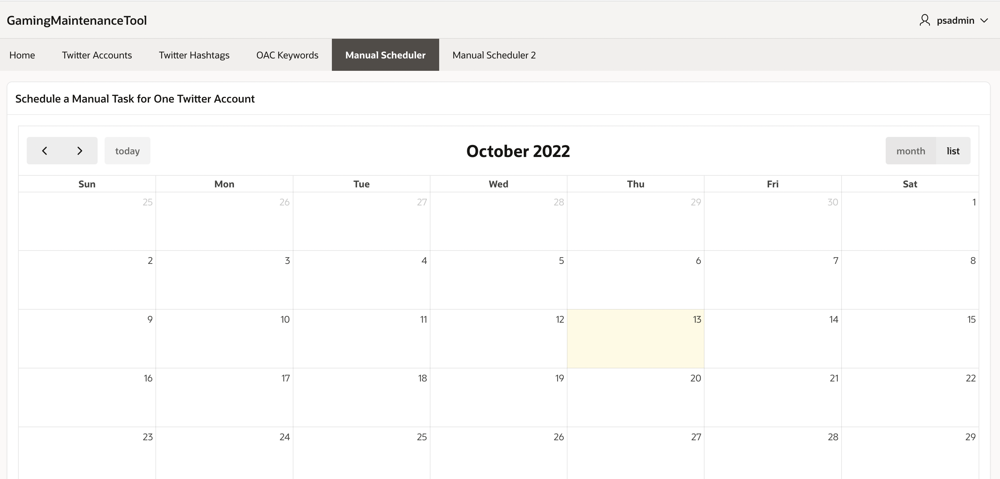 GamingMaintenanceTool psadmin
Home Twitter Accounts Twitter Hashtags OAC Keywords Manual Scheduler Manual Scheduler 2
Schedule a Manual Task for One Twitter Account
today October 2022 month list
Sun Mon Tue Wed Thu Fri Sat
25 26 27 28 29 30 1
2 3 4 5 6 7 8
9 10 11 12 13 14 15
16 17 18 19 20 21 22
23 24 25 26 27 28 29